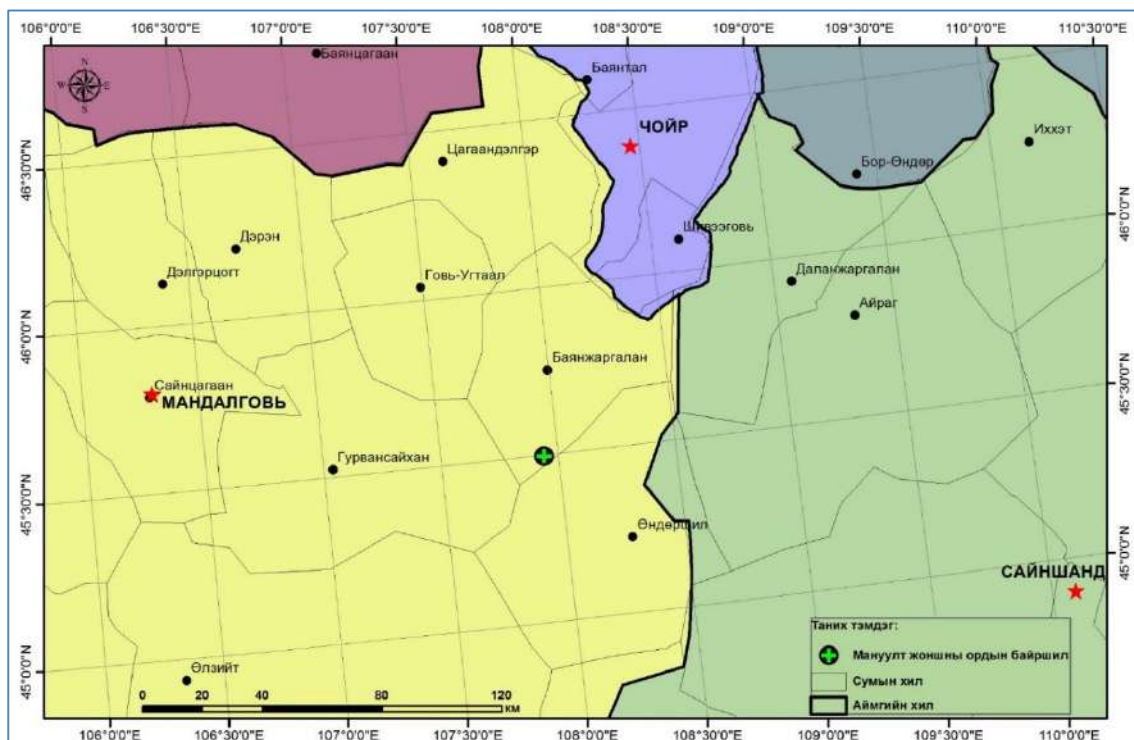 106°0'0"E 106°30'0"E 107°0'0"E 107°30'0"E 108°0'0"E 108°30'0"E 109°0'0"E 109°30'0"E 110°0'0"E 110°30'0"E
N
W E
S
Баянцагаан
Баянтал
ЧОЙР
Цагаандэлгэр
Иххэт
Бор-Өндөр
46°30'0"N
46°0'0"N
Дэрэн
Шивээговь
Дэлгэрцогт
Говь-Угтаал
Даланжаргалан
Айраг
46°0'0"N
45°30'0"N
Баянжаргалан
Сайнцагаан
МАНДАЛГОВЬ
Гурвансайхан
45°30'0"N
45°0'0"N
Өндөршил
САЙНШАНД
Таних тэмдэг:
Мануулт жоншны ордын байршил
Сумын хил
Аймгийн хил
Өлзийт
45°0'0"N
0 20 40 80 120
км
106°0'0"E 106°30'0"E 107°0'0"E 107°30'0"E 108°0'0"E 108°30'0"E 109°0'0"E 109°30'0"E 110°0'0"E